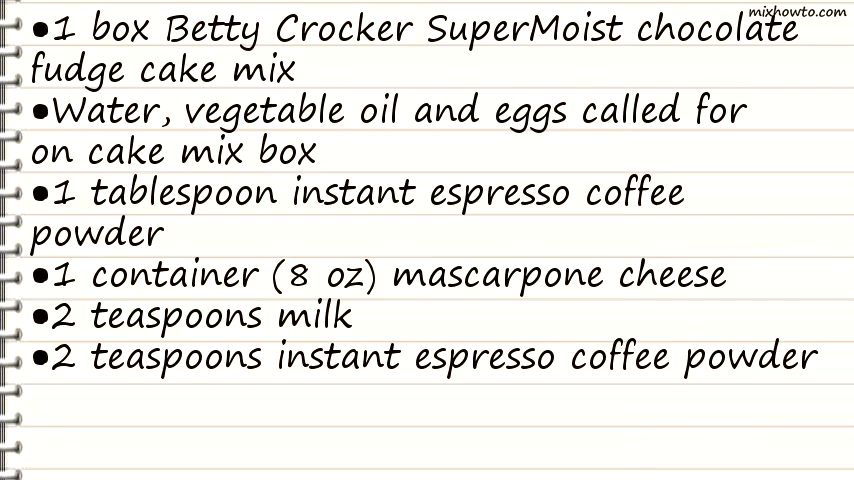 mixhowto.com
•1 box Betty Crocker SuperMoist chocolate
fudge cake mix
•Water, vegetable oil and eggs called for
on cake mix box
•1 tablespoon instant espresso coffee
powder
•1 container (8 oz) mascarpone cheese
•2 teaspoons milk
•2 teaspoons instant espresso coffee powder